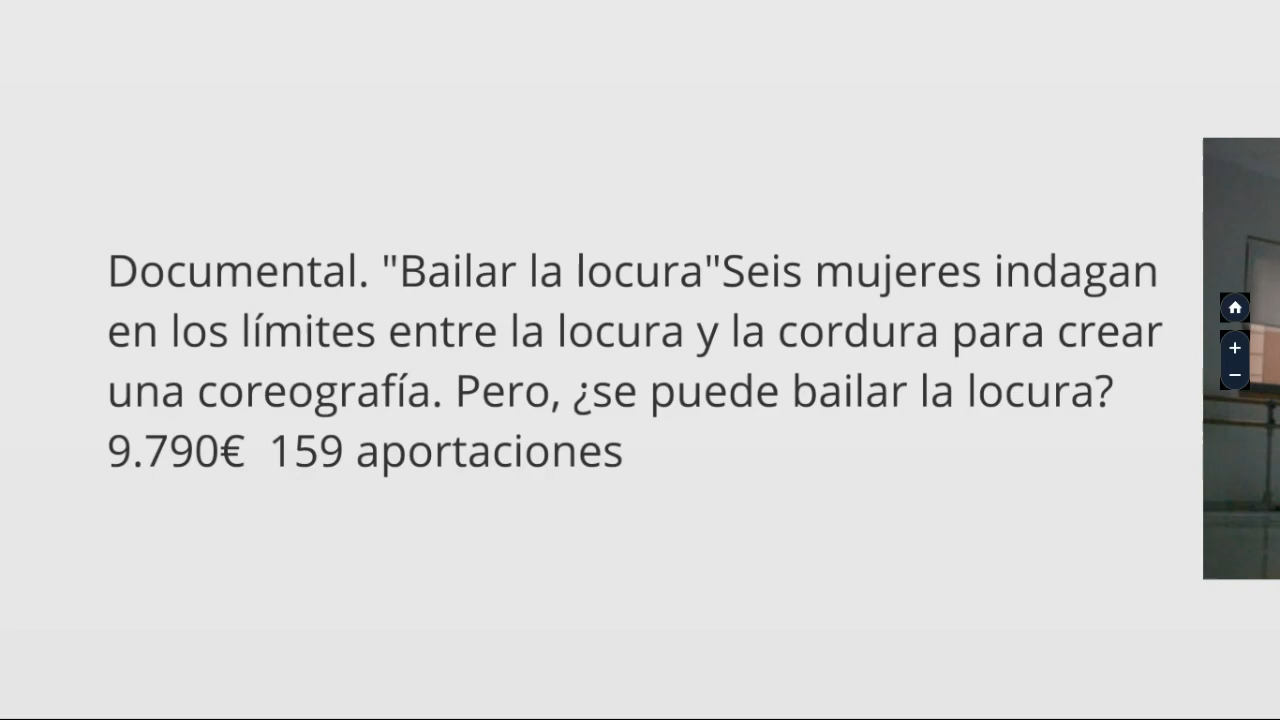 Documental. "Bailar la locura"Seis mujeres indagan
en los límites entre la locura y la cordura para crear
una coreografía. Pero, ¿se puede bailar la locura?
9.790€  159 aportaciones